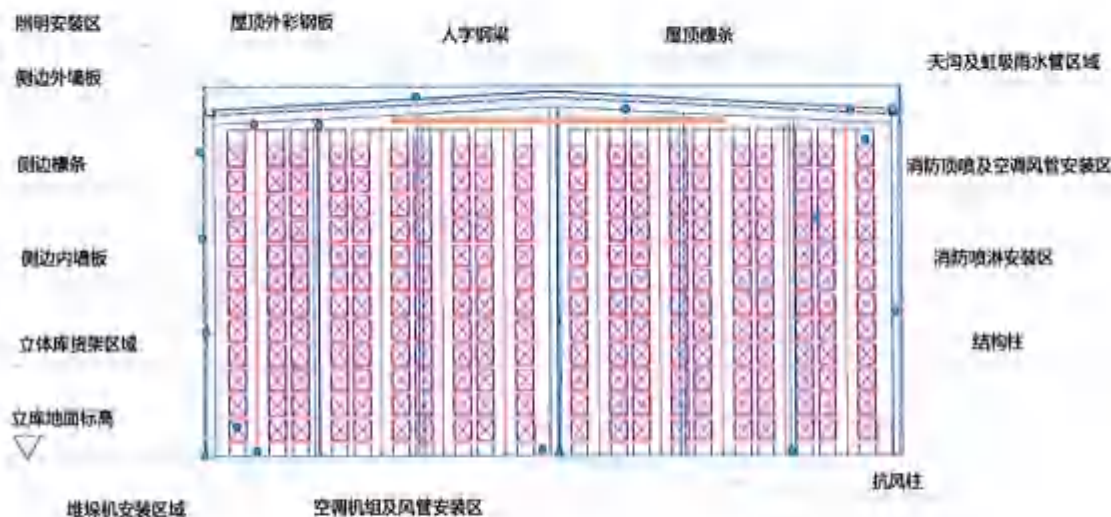 照明安装区
屋顶外彩钢板
人字钢梁
屋顶檩条
天沟及虹吸雨水管区域
侧边外墙板
侧边檩条
消防顶喷及空调风管安装区
侧边内墙板
消防喷淋安装区
立体库货架区域
结构柱
立库地面标高
抗风柱
堆垛机安装区域
空调机组及风管安装区